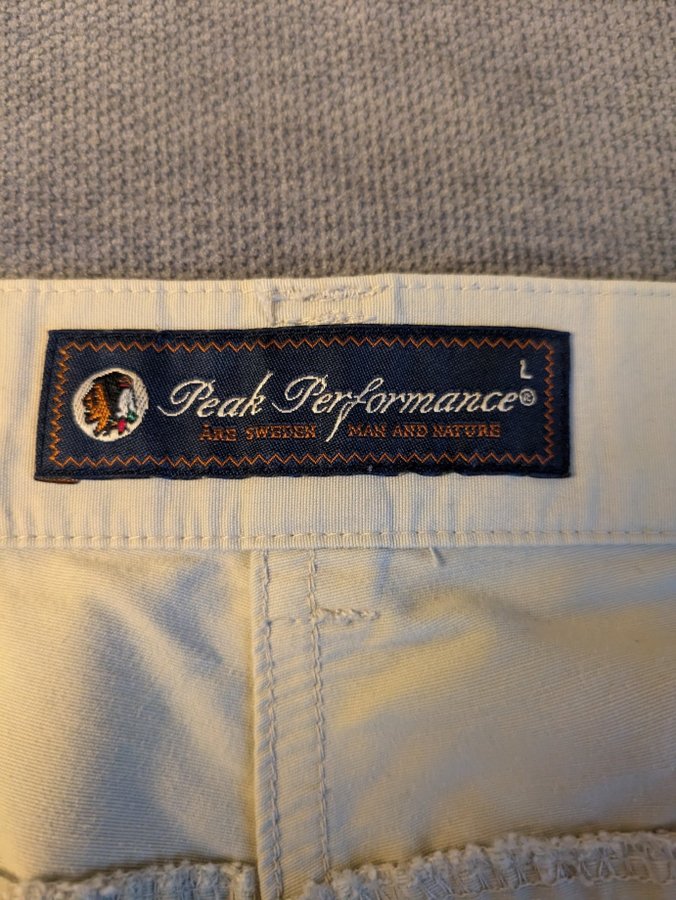 L
Peak Performance®
ÅRE SWEDEN MAN AND NATURE